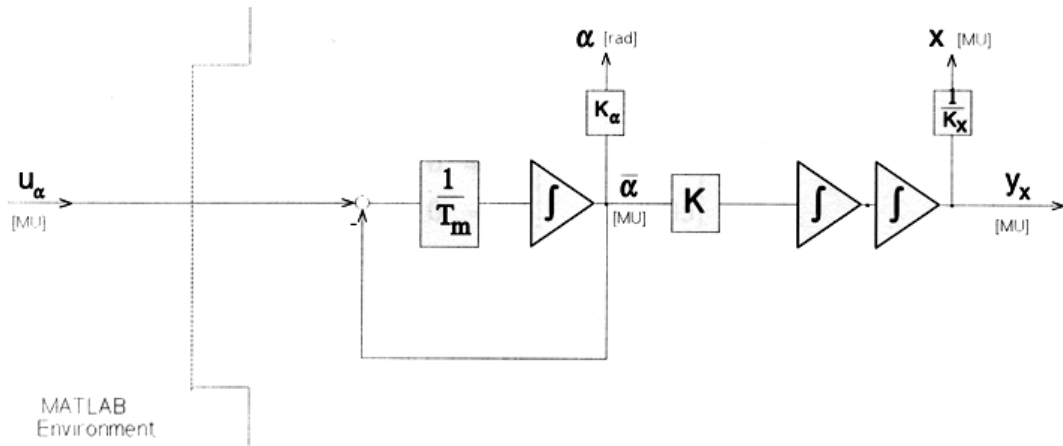 α [rad]
x [MU]
Kα
1
Kx
uα
[MU]
-
1
Tm
∫
ᾱ
[MU]
K
∫
∫
yx
[MU]
MATLAB
Environment